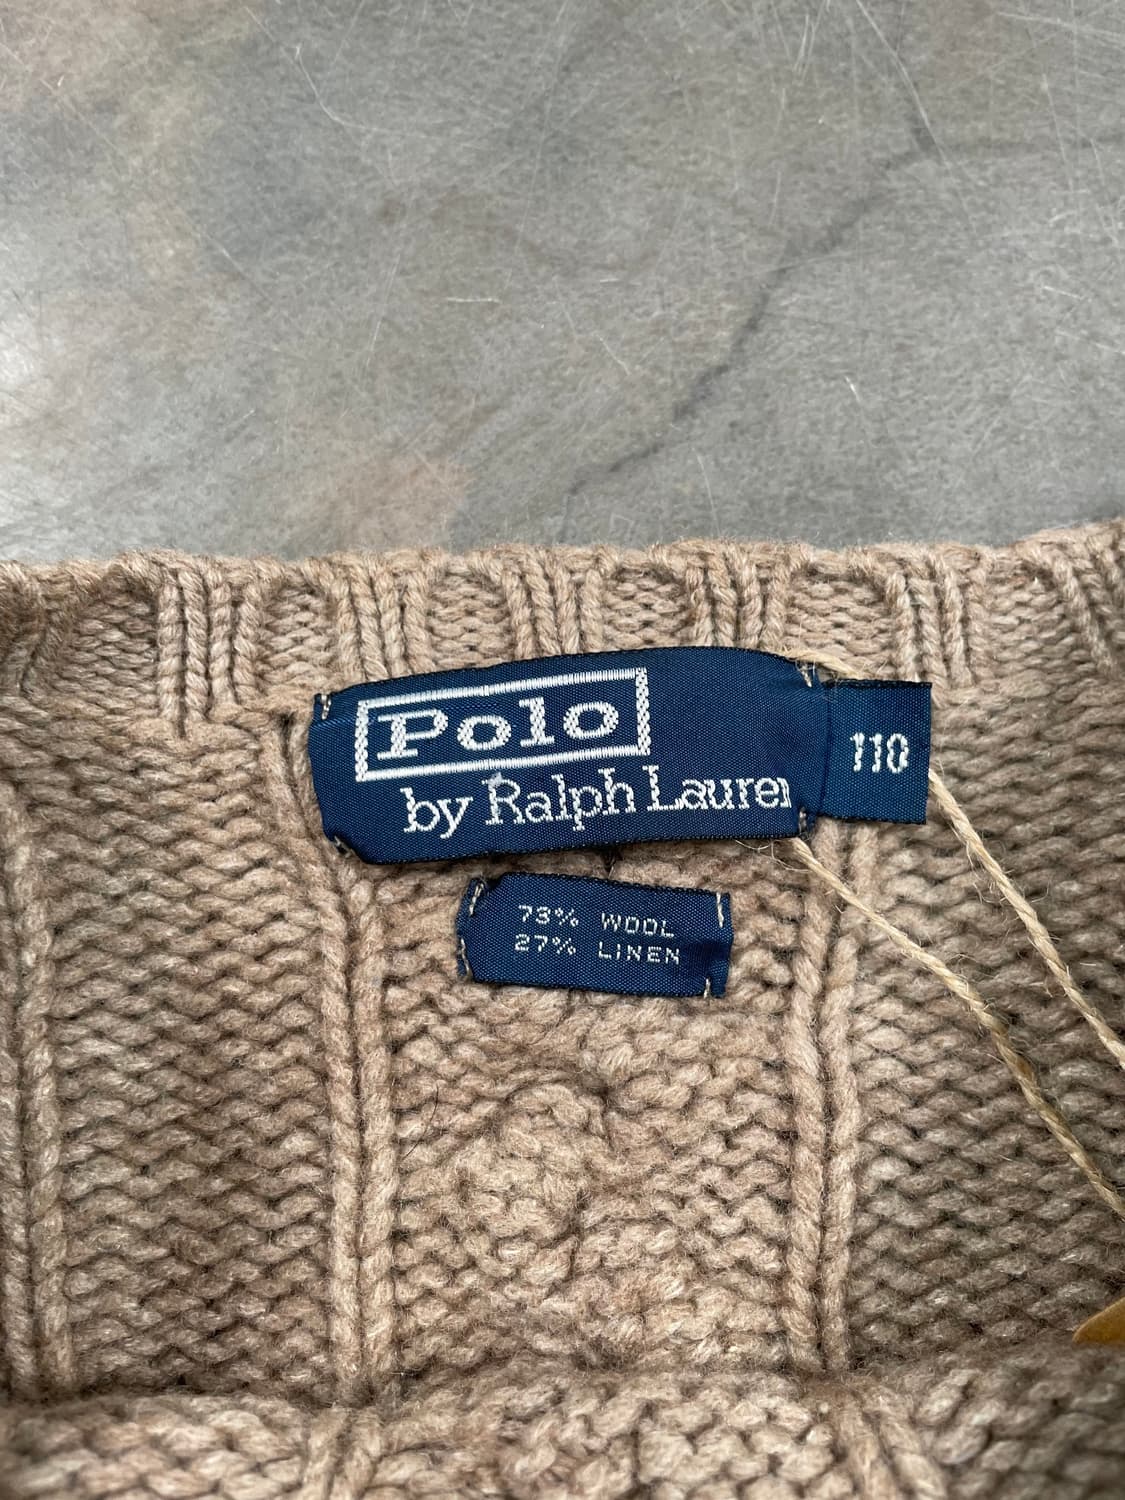 Polo
by Ralph Lauren
110
73% WOOL
27% LINEN